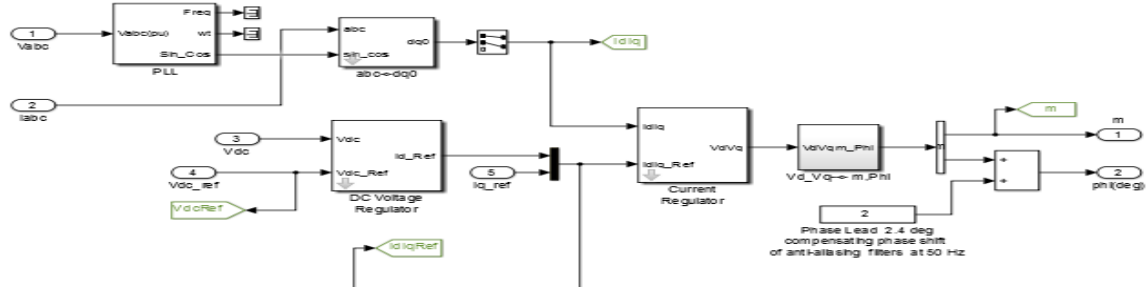 Freq
Vabc(pu) wt
Sin_Cos
PLL
1
Vabc
abc
dq0
sin_cos
abc<->dq0
IdIq
2
Iabc
3
Vdc
4
Vdc_ref
VdcRef
Vdc
Id_Ref
Vdc_Ref
DC Voltage
Regulator
5
Iq_ref
IdIqRef
IdIq
VdVq
IdIq_Ref
Current
Regulator
VdVq m_Phi
Vd_Vq<-> m,Phi
m
m
1
+
+
2
phi(deg)
2
Phase Lead 2.4 deg
compensating phase shift
of anti-aliasing filters at 50 Hz